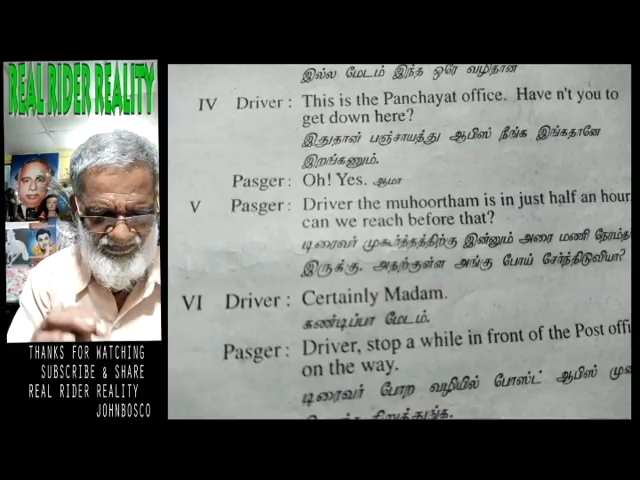 REAL RIDER REALITY
THANKS FOR WATCHING
SUBSCRIBE & SHARE
REAL RIDER REALITY
JOHNBOSCO
இல்ல மேடம் இந்த ஒரே வழிதான்
IV Driver : This is the Panchayat office. Have n't you to
get down here?
இதுதான் பஞ்சாயத்து ஆபிஸ் நீங்க இங்கதானே
இறங்கணும்.
Pasger : Oh! Yes. ஆமா
V Pasger : Driver the muhoortham is in just half an hour
can we reach before that?
டிரைவர் முகூர்த்தத்திற்கு இன்னும் அரை மணி நேரம்த
இருக்கு. அதற்குள்ள அங்கு போய் சேர்ந்திடுவியா?
VI Driver : Certainly Madam.
கண்டிப்பா மேடம்.
Pasger : Driver, stop a while in front of the Post offi
on the way.
டிரைவர் போற வழியில் போஸ்ட் ஆபிஸ் மு
நிறுத்துங்க.